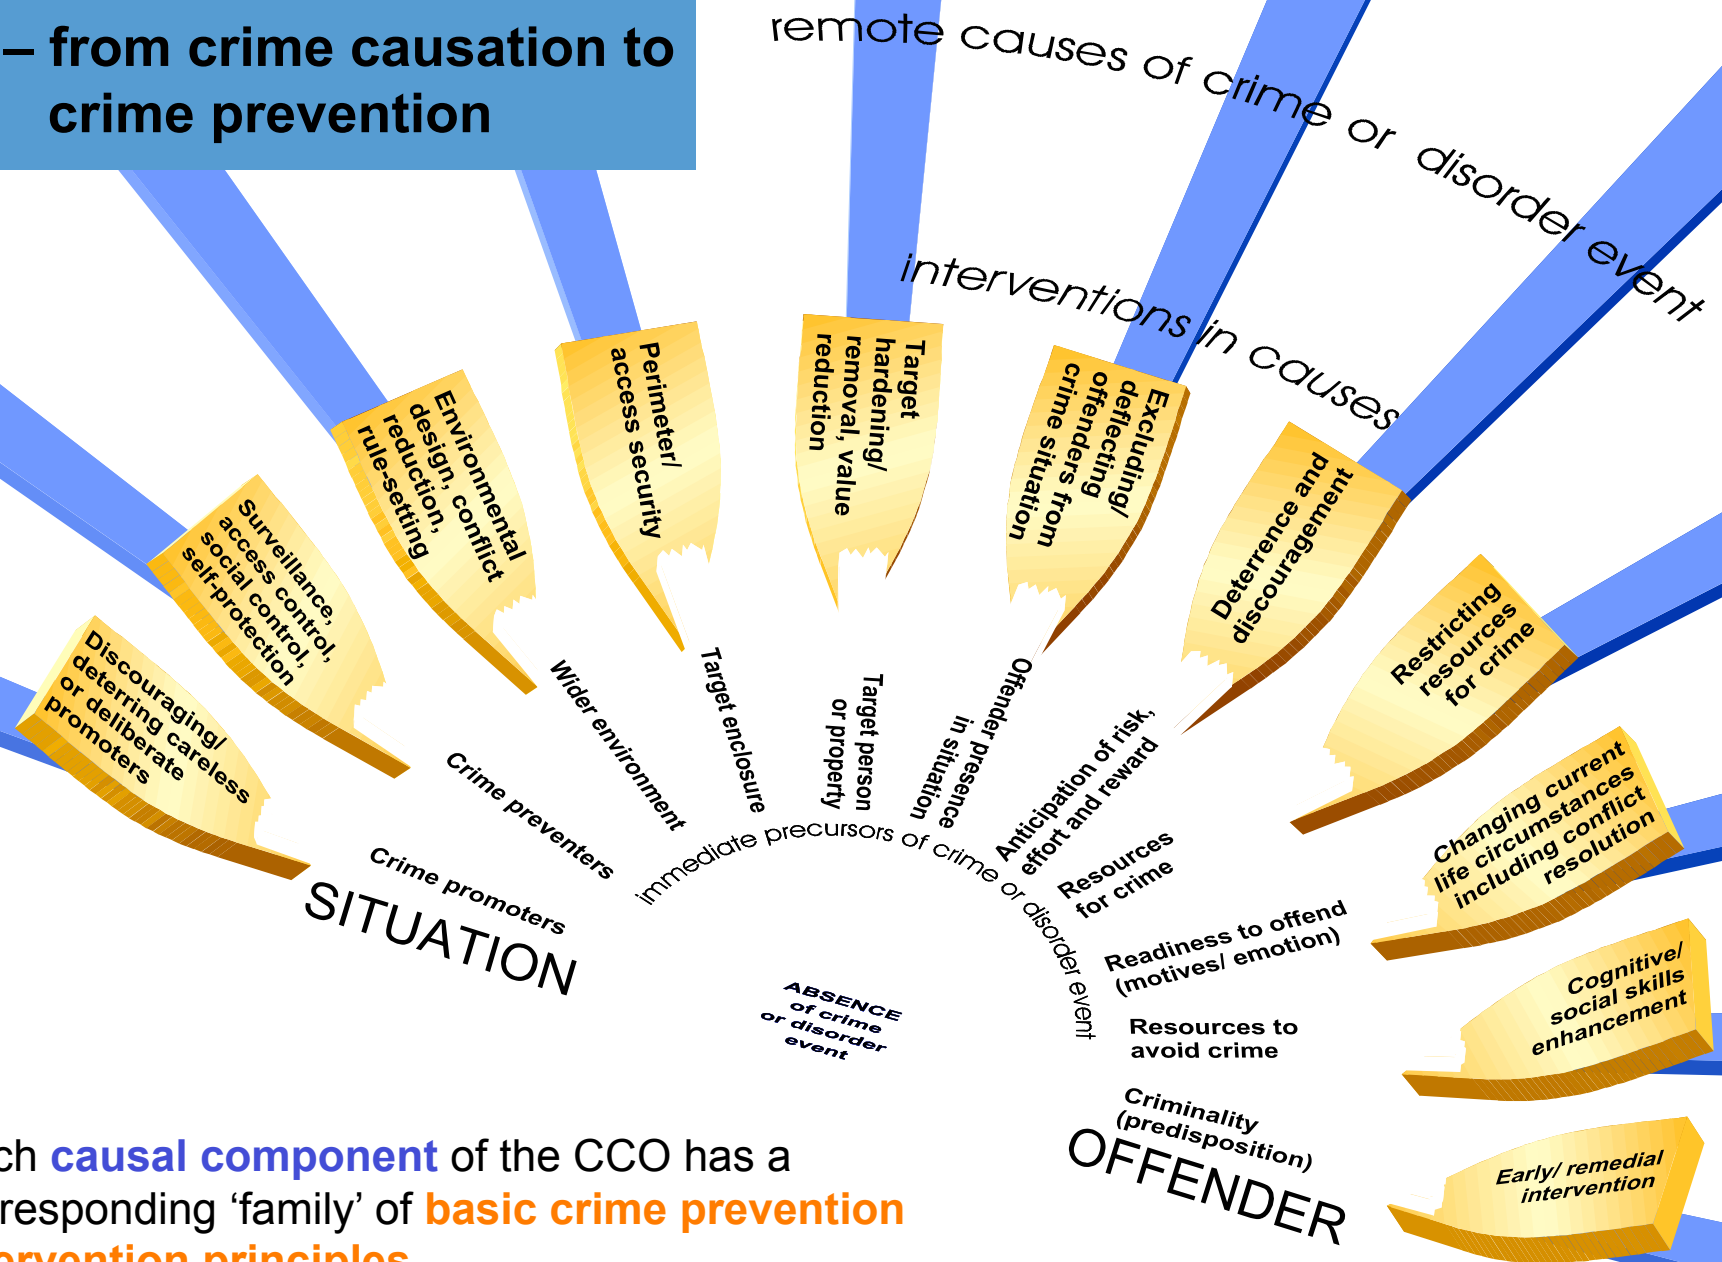 – from crime causation to
crime prevention
remote causes of crime or disorder event
interventions in causes
Discouraging/
deterring careless
or deliberate
promoters
Surveillance,
access control,
social control,
self-protection
Environmental
design, conflict
reduction,
rule-setting
Perimeter/
access security
Target
hardening/
removal, value
reduction
Excluding/
deflecting
offenders from
crime situation
Deterrence and
discouragement
Restricting
resources
for crime
Changing current
life circumstances
including conflict
resolution
Cognitive/
social skills
enhancement
Early/ remedial
intervention
Crime promoters
Crime preventers
Wider environment
Target enclosure
Target person
or property
Offender presence
in situation
Anticipation of risk,
effort and reward
Resources
for crime
Readiness to offend
(motives/ emotion)
Resources to
avoid crime
Criminality
(predisposition)
SITUATION
immediate precursors of crime or disorder event
OFFENDER
ABSENCE
of crime
or disorder
event
ch causal component of the CCO has a
responding ‘family’ of basic crime prevention
ervention principles